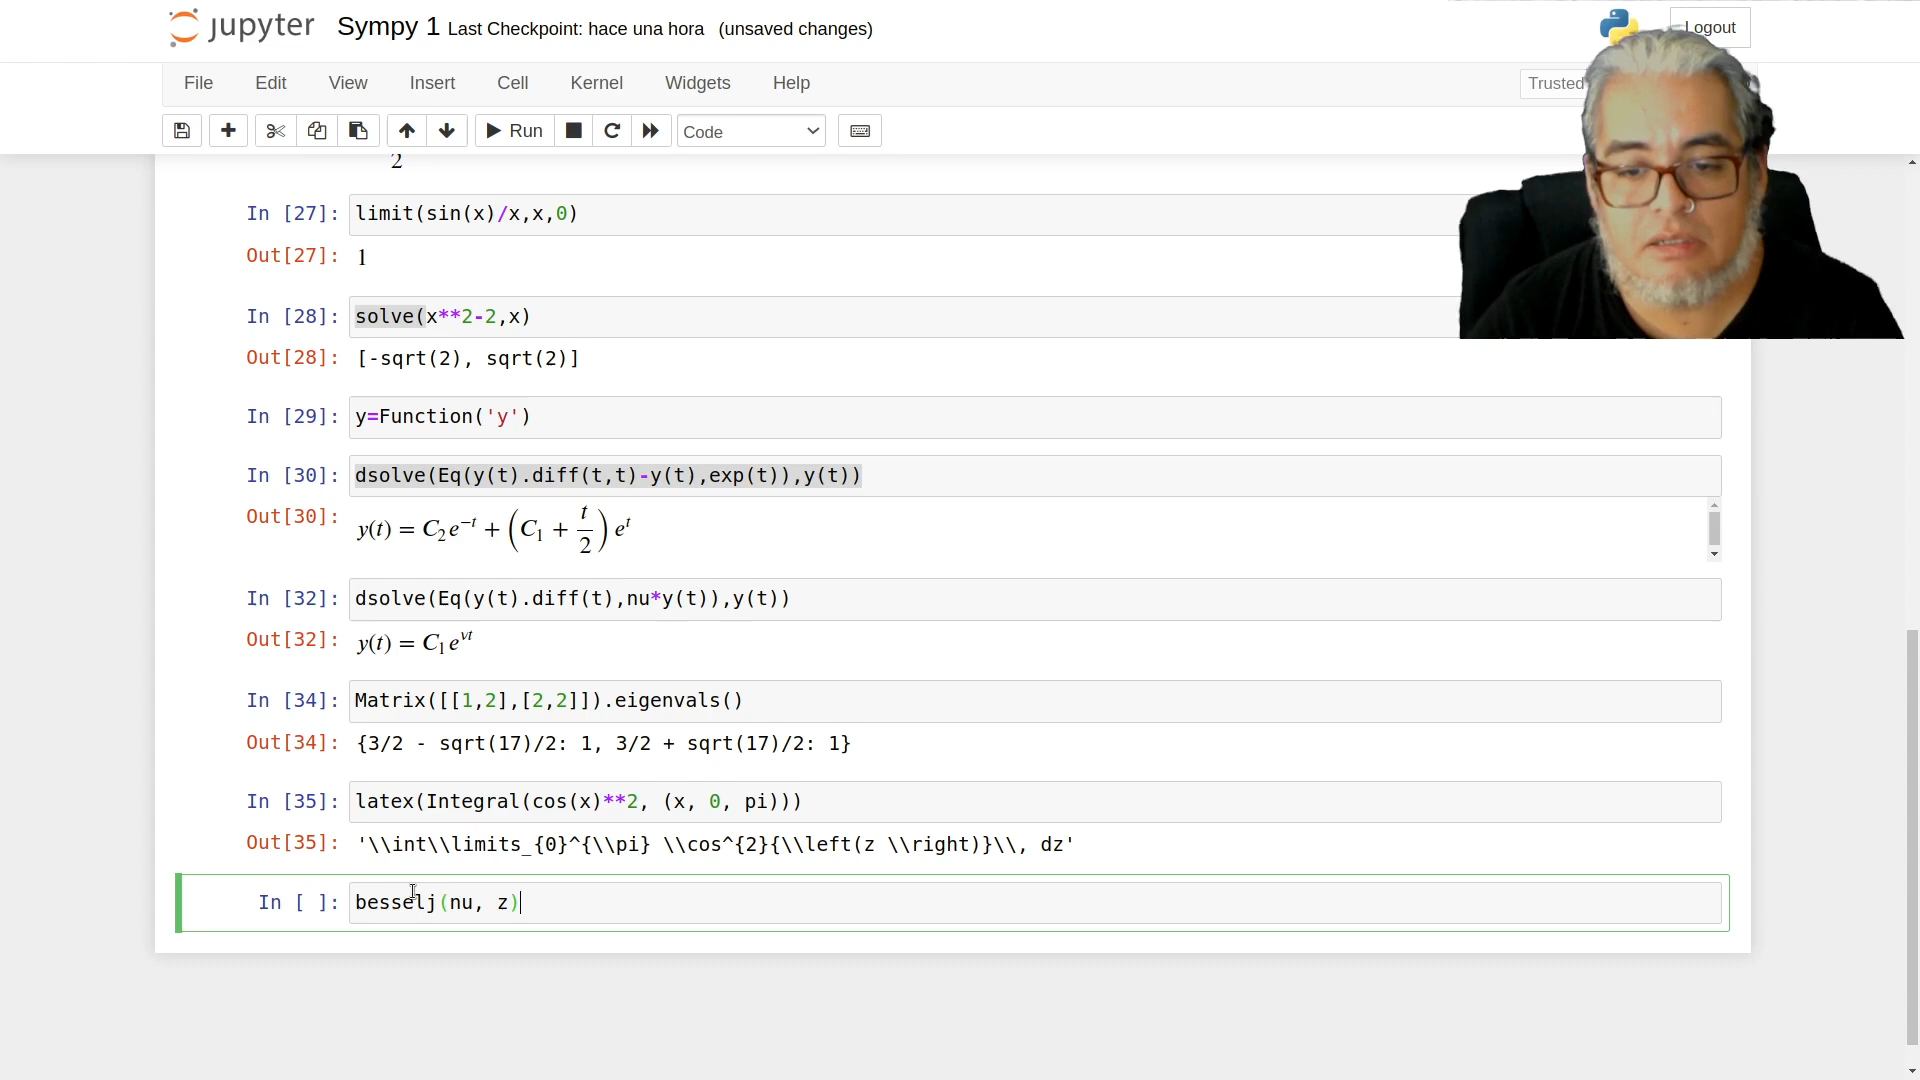 jupyter Sympy 1 Last Checkpoint: hace una hora (unsaved changes)
Logout
File Edit View Insert Cell Kernel Widgets Help
Trusted
Run Code
2
In [27]: limit(sin(x)/x,x,0)
Out[27]: 1
In [28]: solve(x**2-2,x)
Out[28]: [-sqrt(2), sqrt(2)]
In [29]: y=Function('y')
In [30]: dsolve(Eq(y(t).diff(t,t)-y(t),exp(t)),y(t))
Out[30]: y(t) = C₂e⁻ᵗ + (C₁ + t/2) eᵗ
In [32]: dsolve(Eq(y(t).diff(t),nu*y(t)),y(t))
Out[32]: y(t) = C₁e^νt
In [34]: Matrix([[1,2],[2,2]]).eigenvals()
Out[34]: {3/2 - sqrt(17)/2: 1, 3/2 + sqrt(17)/2: 1}
In [35]: latex(Integral(cos(x)**2, (x, 0, pi)))
Out[35]: '\\int\\limits_{0}^{\\pi} \\cos^{2}{\\left(z \\right)}\\, dz'
In [ ]: besselj(nu, z)